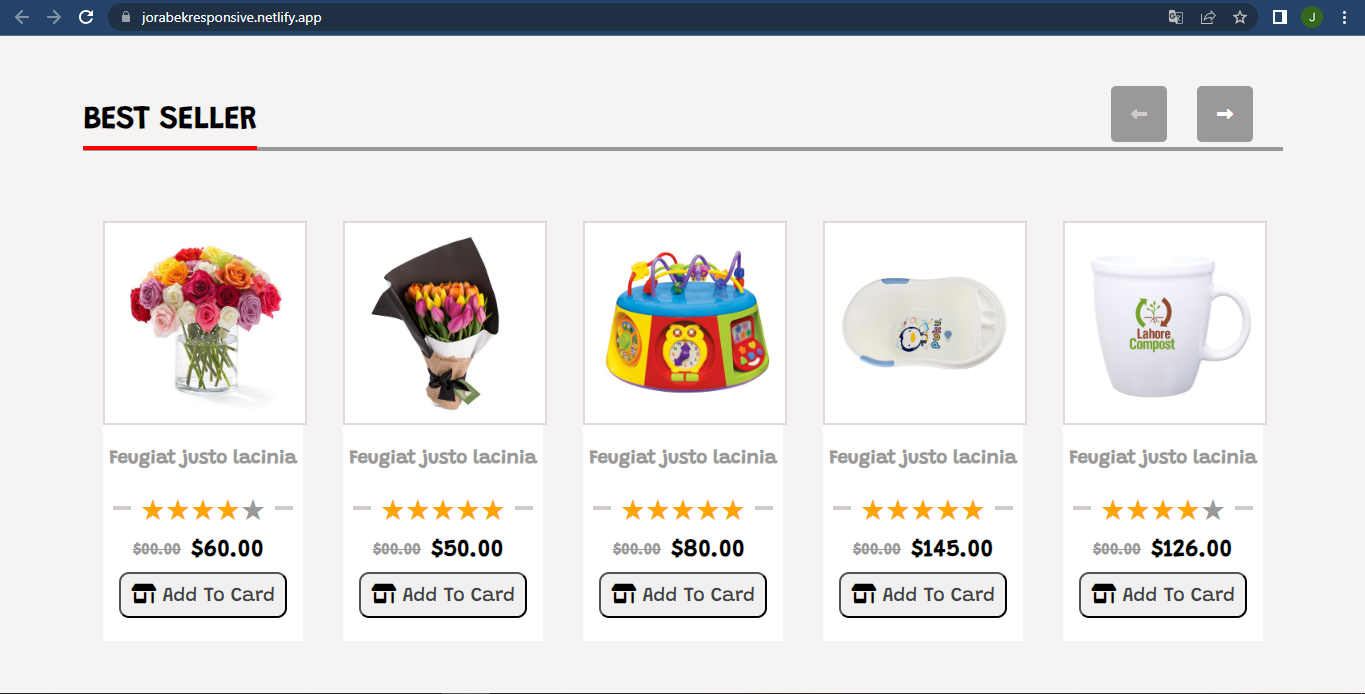 jorabekresponsive.netlify.app
J
BEST SELLER
Puku
Lahore
Compost
Feugiat justo lacinia
Feugiat justo lacinia
Feugiat justo lacinia
Feugiat justo lacinia
Feugiat justo lacinia
$00.00 $60.00
$00.00 $50.00
$00.00 $80.00
$00.00 $145.00
$00.00 $126.00
Add To Card
Add To Card
Add To Card
Add To Card
Add To Card